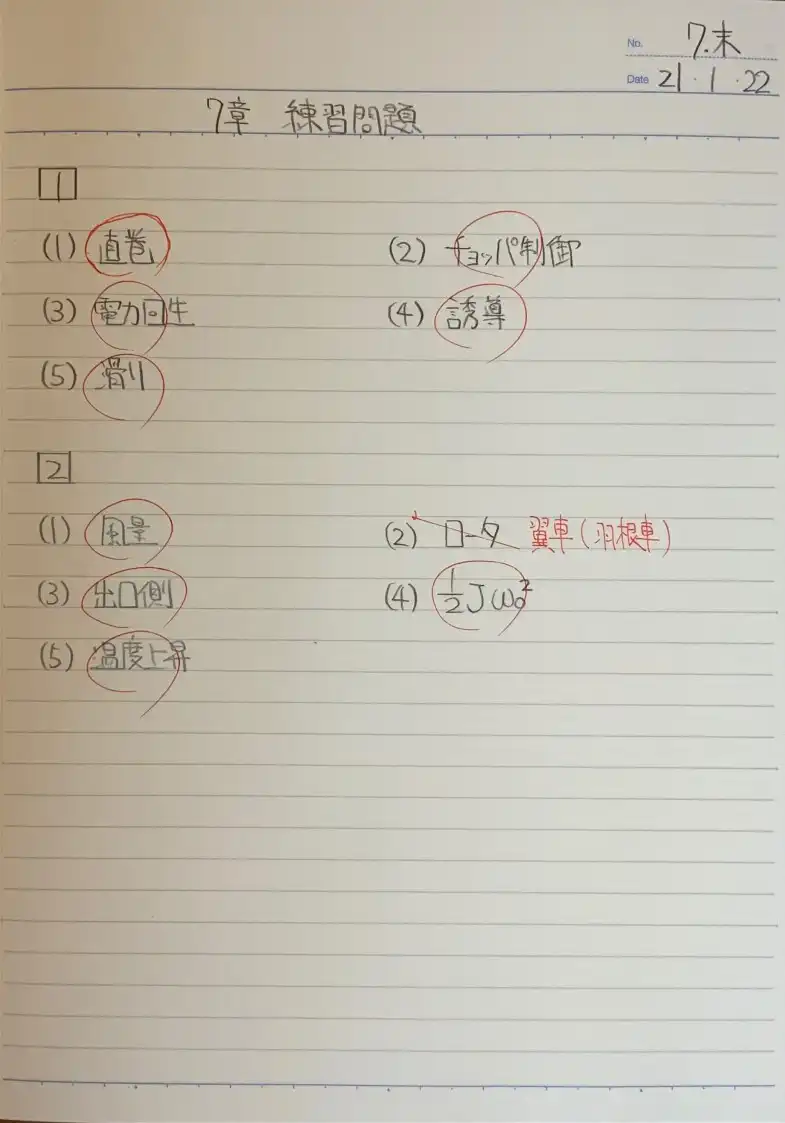 No. 7.末
Date 21・1・22
7章 練習問題
1
(1) 直巻 (2) チョッパ制御
(3) 電力回生 (4) 誘導
(5) 滑り
2
(1) 風量 (2) ロータ 翼車(羽根車)
(3) 出口側 (4) 1/2 Jω₀²
(5) 温度上昇